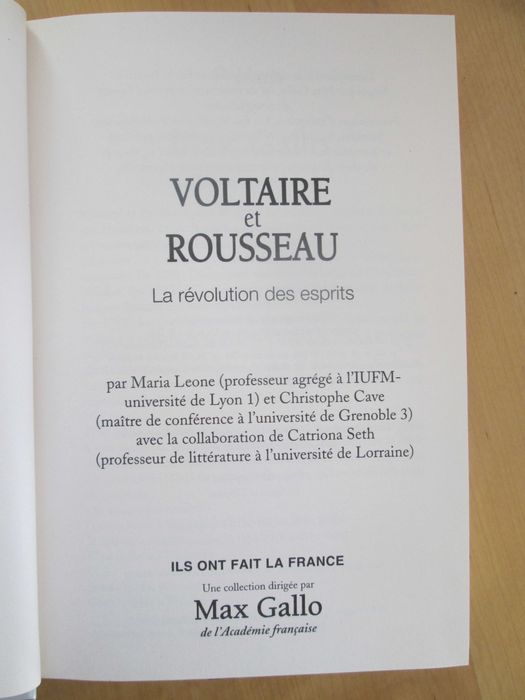 VOLTAIRE
et
ROUSSEAU
La révolution des esprits
par Maria Leone (professeur agrégé à l'IUFM-
université de Lyon 1) et Christophe Cave
(maître de conférence à l'université de Grenoble 3)
avec la collaboration de Catriona Seth
(professeur de littérature à l'université de Lorraine)
ILS ONT FAIT LA FRANCE
Une collection dirigée par
Max Gallo
de l'Académie française